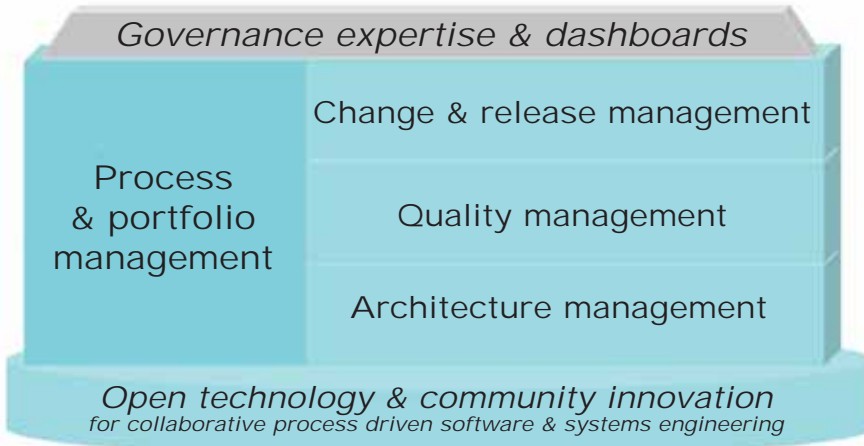 Governance expertise & dashboards
Change & release management
Process
& portfolio
management
Quality management
Architecture management
Open technology & community innovation
for collaborative process driven software & systems engineering